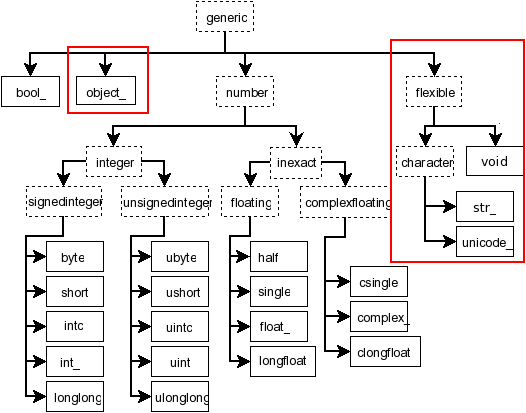 generic
bool_
object_
number
flexible
integer
inexact
character
void
signedinteger
unsignedinteger
floating
complexfloating
str_
unicode_
byte
ubyte
half
short
ushort
single
csingle
intc
uintc
float_
complex_
int_
uint
longfloat
clongfloat
longlong
ulonglong